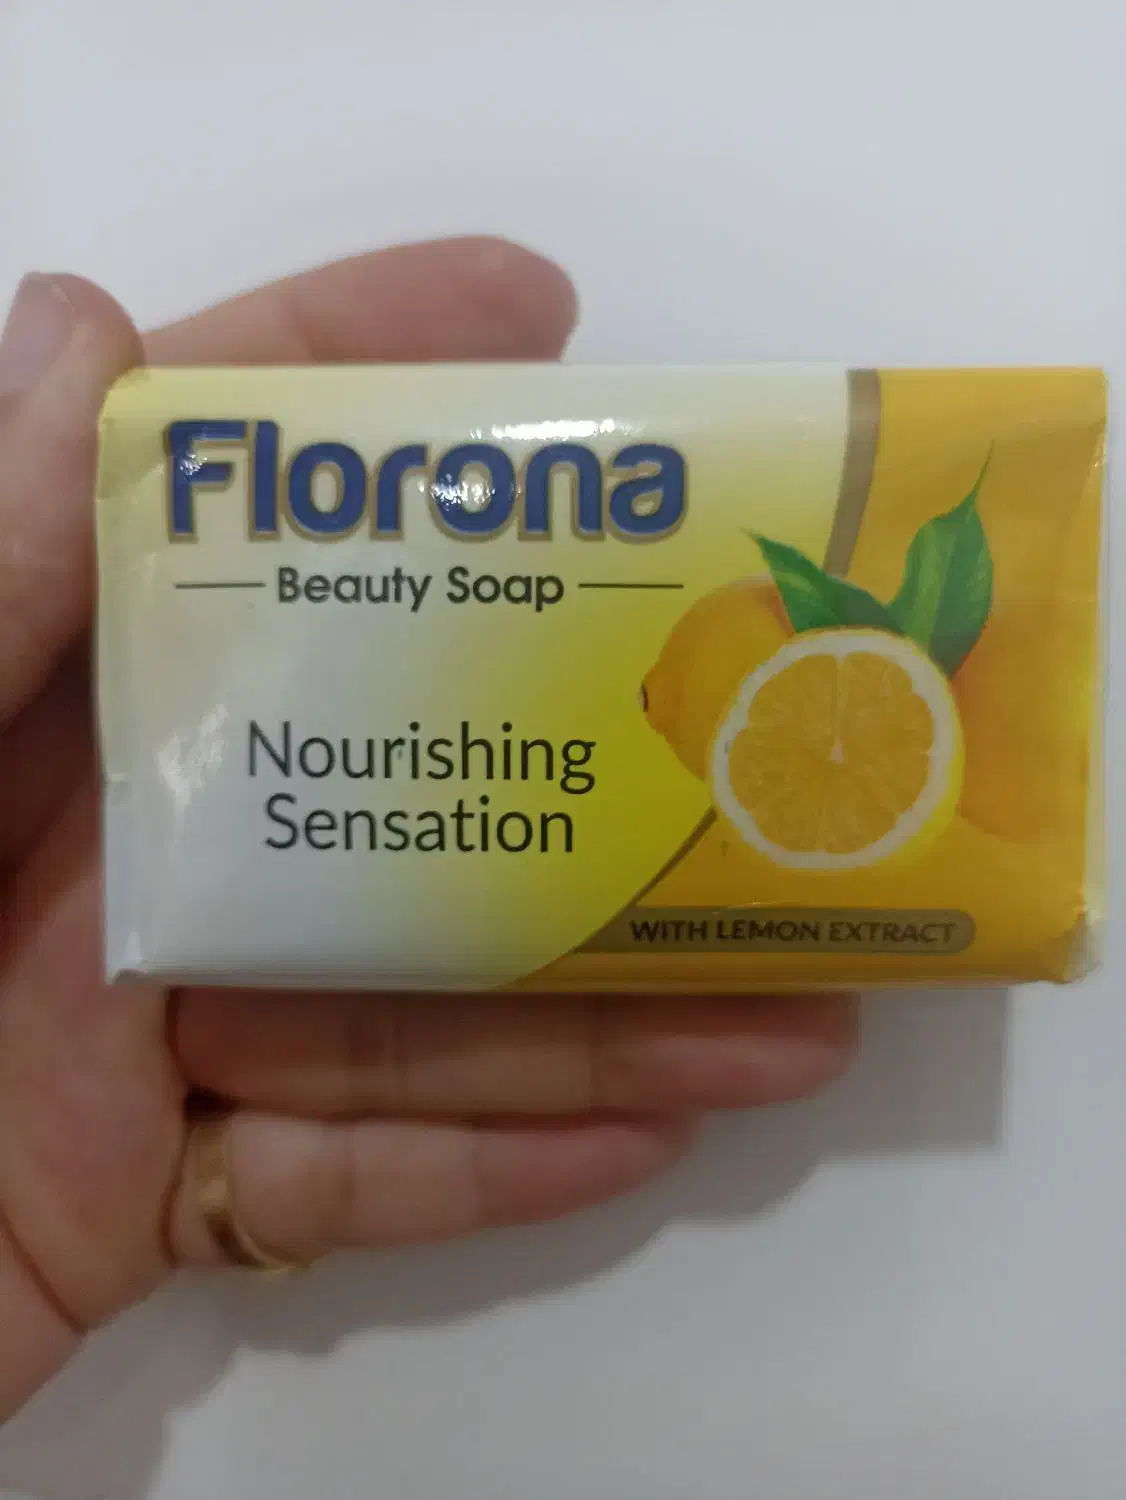 Florona
Beauty Soap
Nourishing
Sensation
WITH LEMON EXTRACT